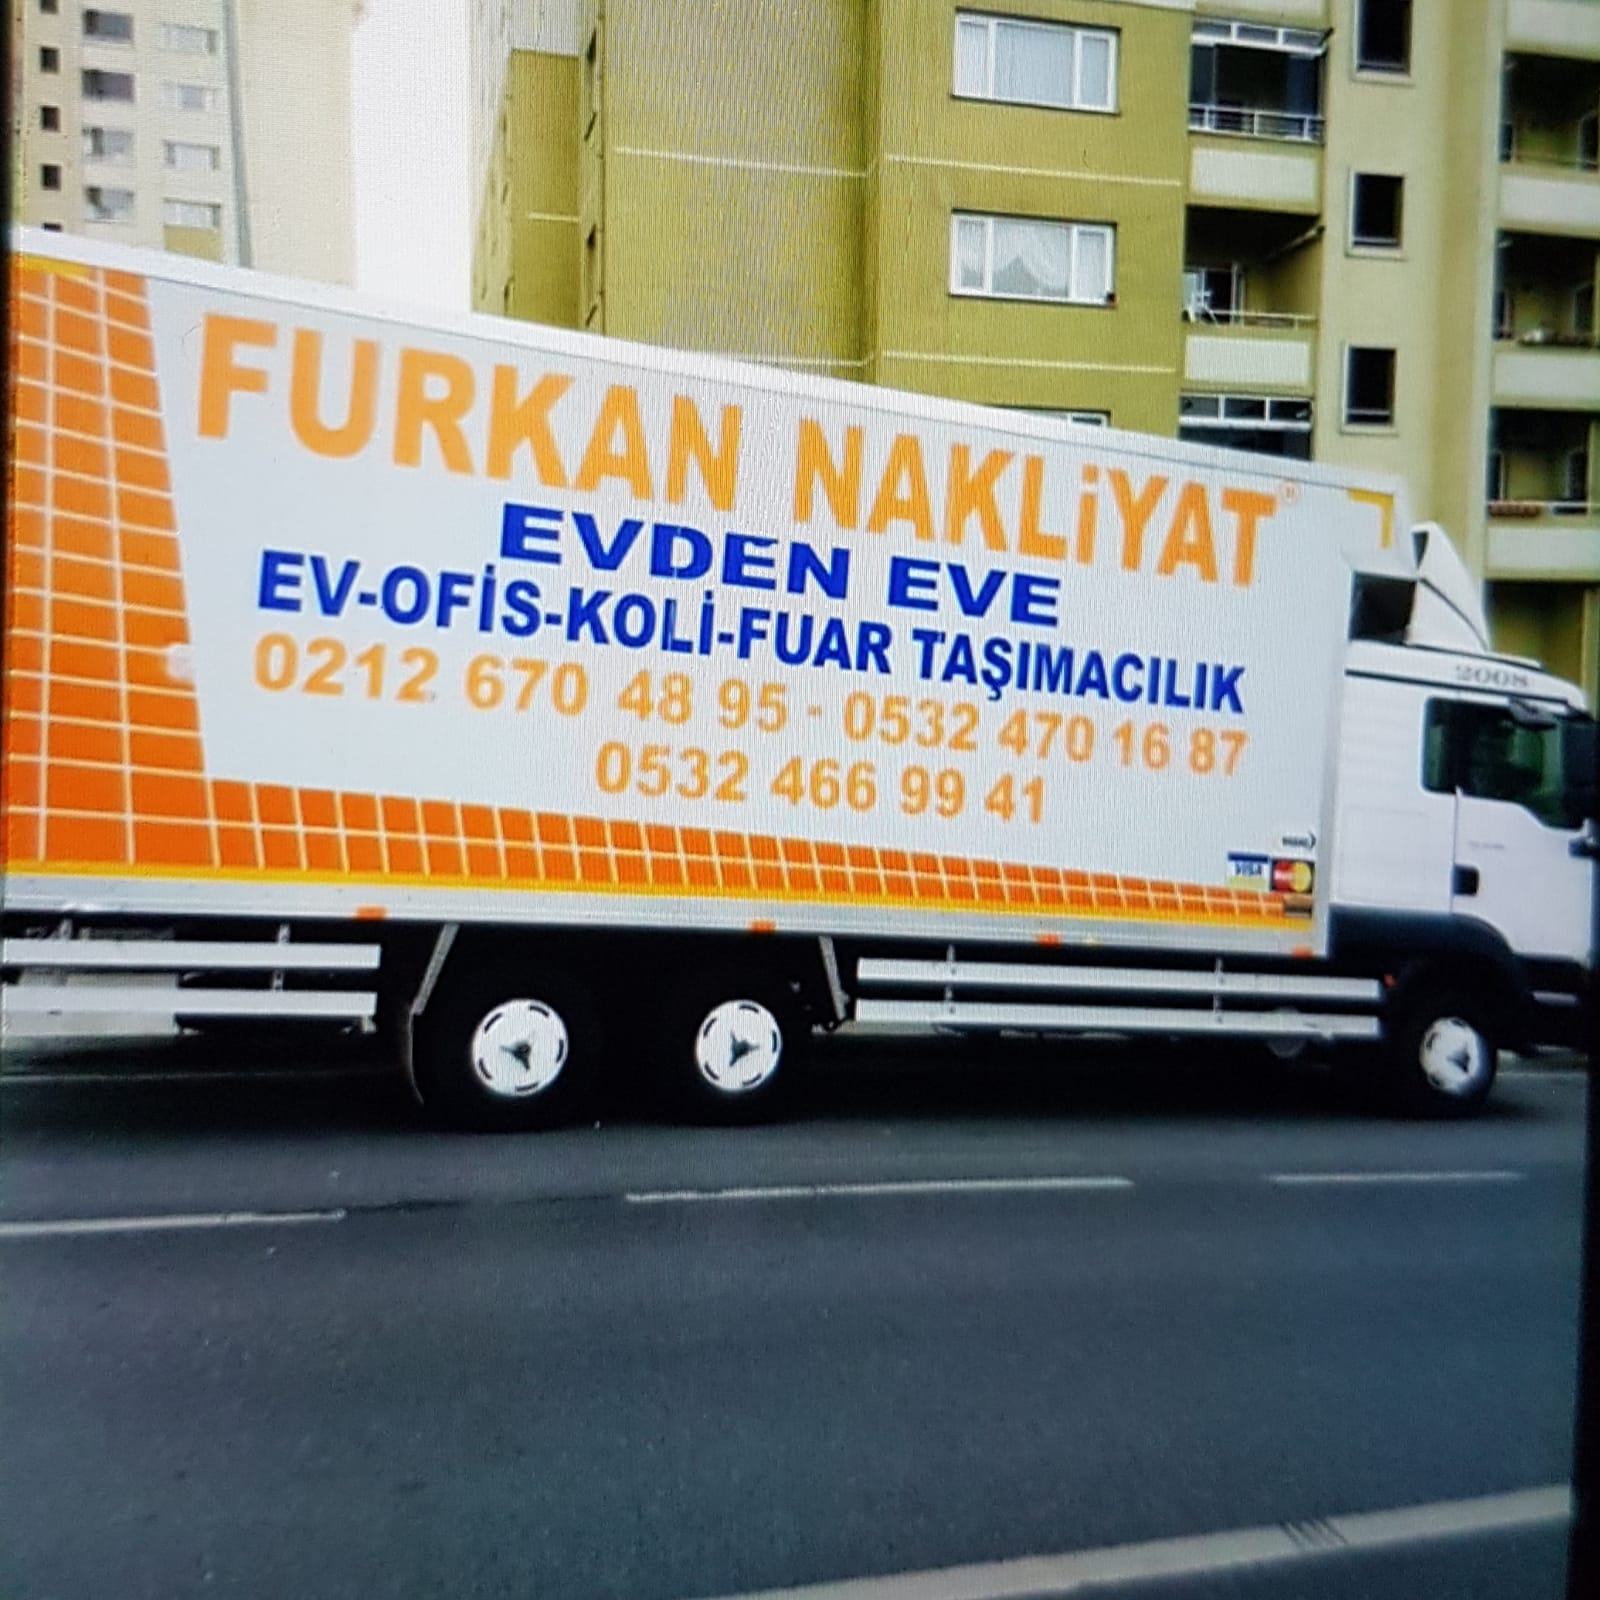 FURKAN NAKLİYAT®
EVDEN EVE
EV-OFİS-KOLİ-FUAR TAŞIMACILIK
0212 670 48 95 - 0532 470 16 87
0532 466 99 41
VISA
2008